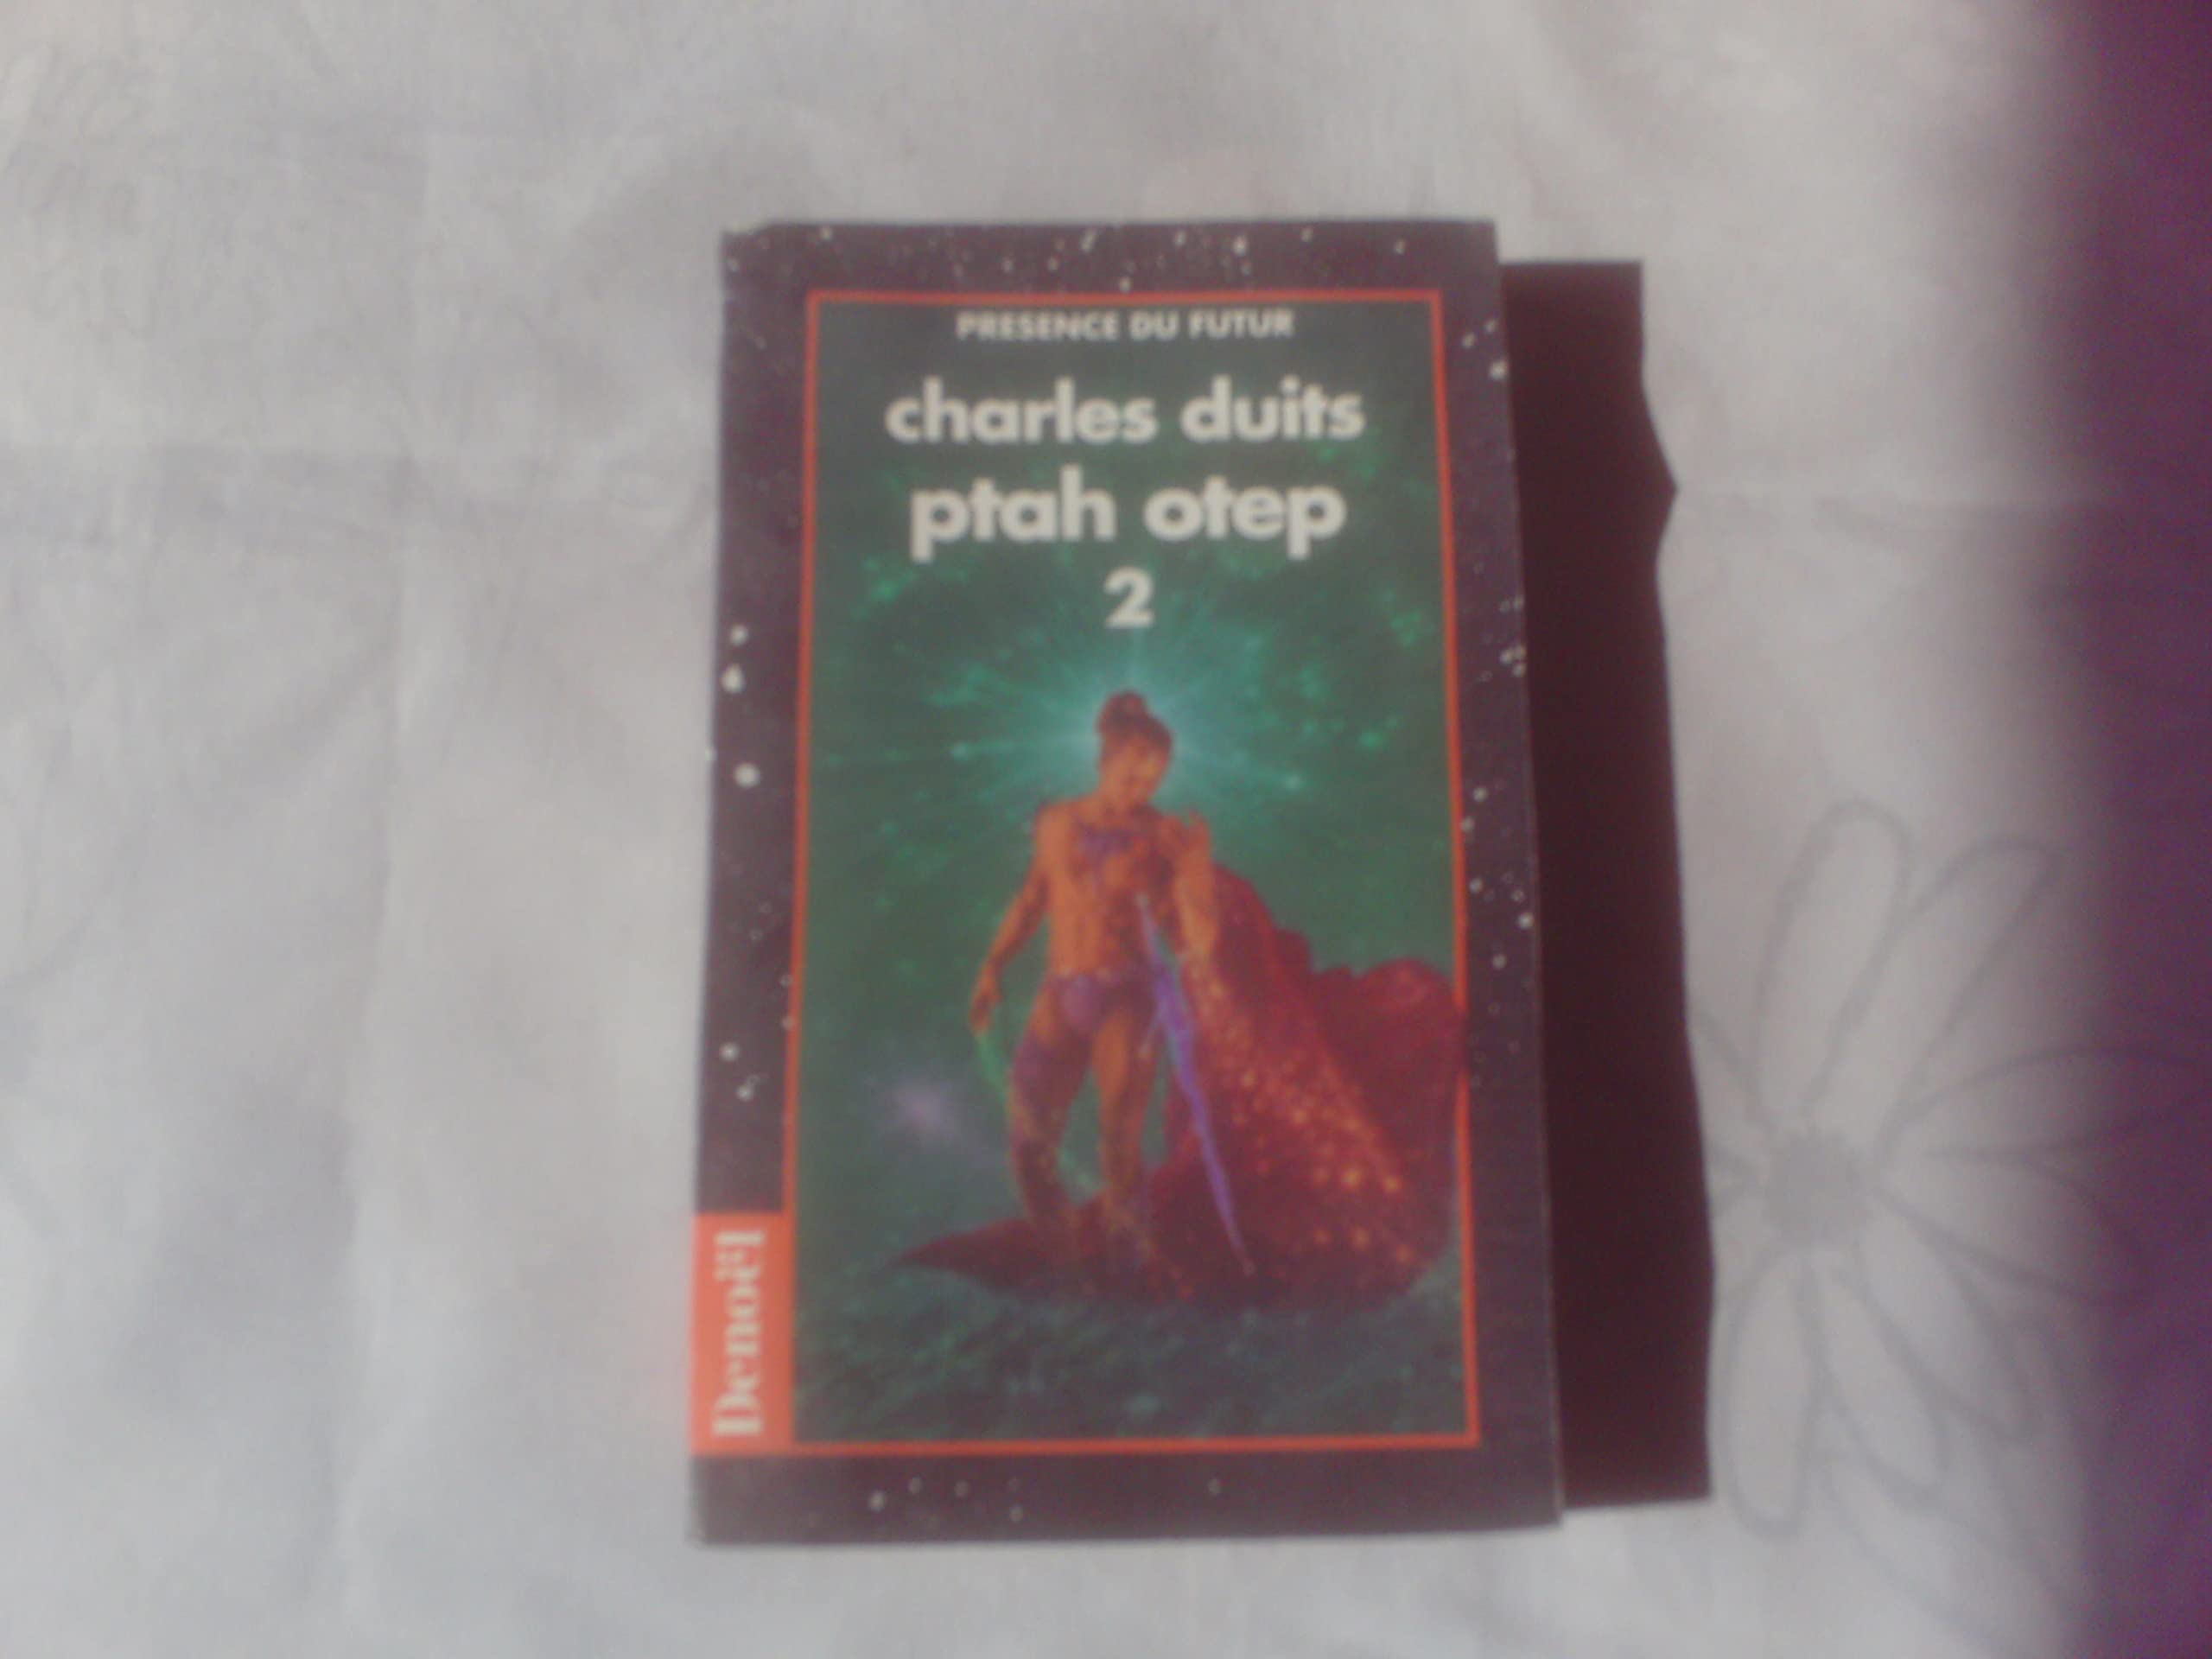 PRESENCE DU FUTUR
charles duits
ptah otep
2
Denoël